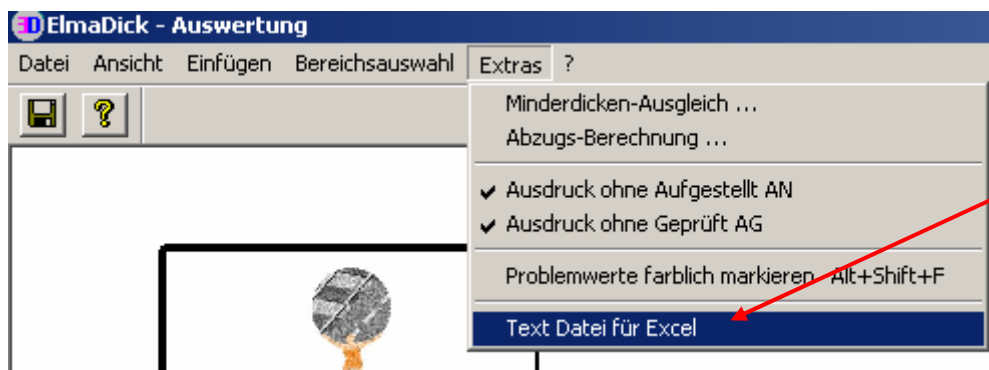 3D ElmaDick - Auswertung
Datei Ansicht Einfügen Bereichsauswahl Extras ?
Minderdicken-Ausgleich ...
Abzugs-Berechnung ...
Ausdruck ohne Aufgestellt AN
Ausdruck ohne Geprüft AG
Problemwerte farblich markieren Alt+Shift+F
Text Datei für Excel